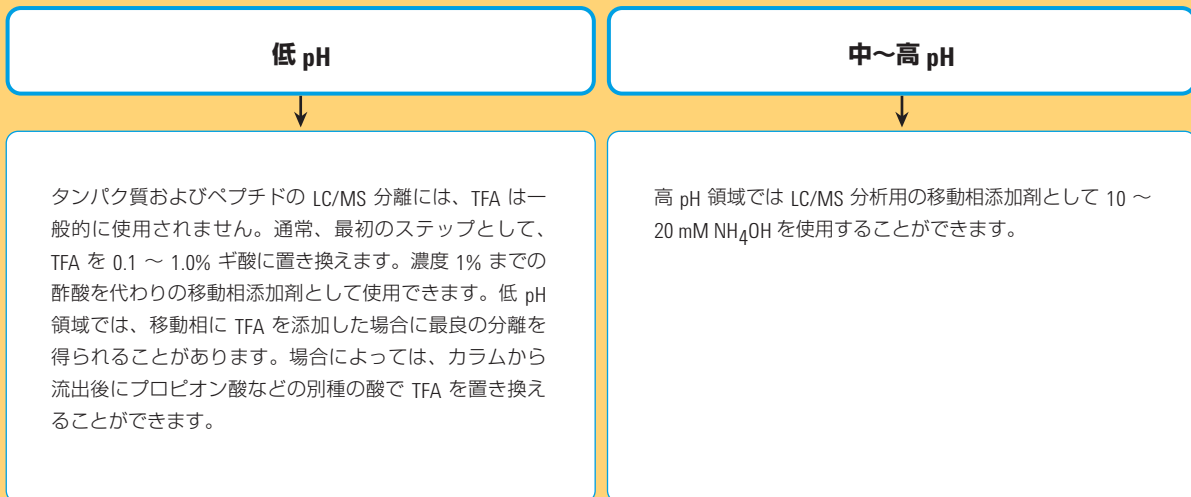 低 pH
タンパク質およびペプチドの LC/MS 分離には、TFA は一
般的に使用されません。通常、最初のステップとして、
TFA を 0.1 〜 1.0% ギ酸に置き換えます。濃度 1% までの
酢酸を代わりの移動相添加剤として使用できます。低 pH
領域では、移動相に TFA を添加した場合に最良の分離を
得られることがあります。場合によっては、カラムから
流出後にプロピオン酸などの別種の酸で TFA を置き換え
ることができます。
中〜高 pH
高 pH 領域では LC/MS 分析用の移動相添加剤として 10 〜
20 mM NH4OH を使用することができます。